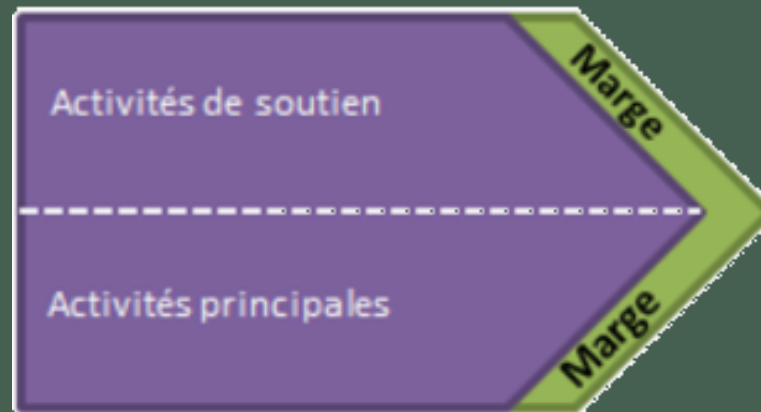 Activités de soutien
Marge
Activités principales
Marge